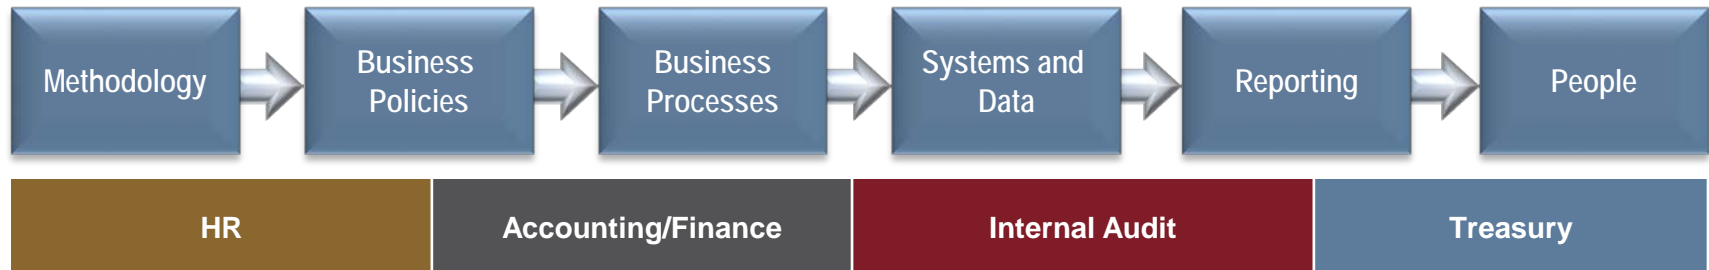 Methodology
Business
Policies
Business
Processes
Systems and
Data
Reporting
People
HR
Accounting/Finance
Internal Audit
Treasury